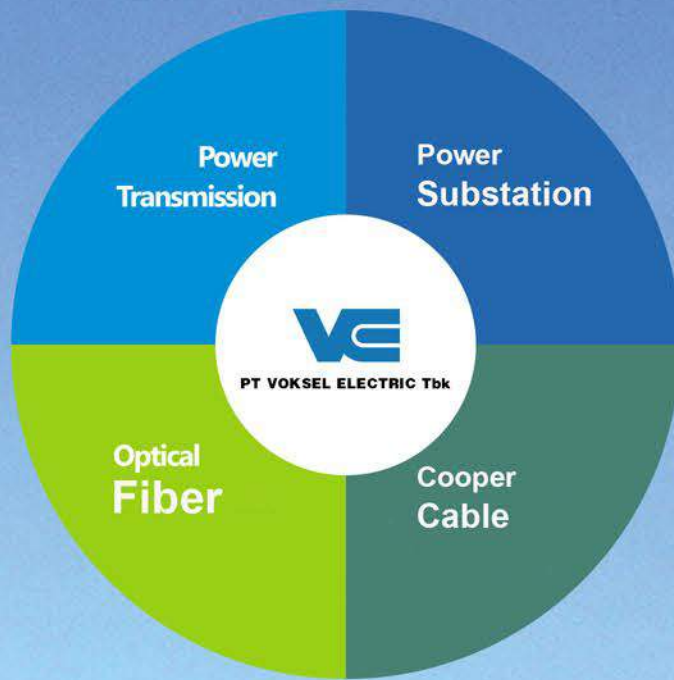 Power
Transmission
Power
Substation
VE
PT VOKSEL ELECTRIC Tbk
Optical
Fiber
Cooper
Cable